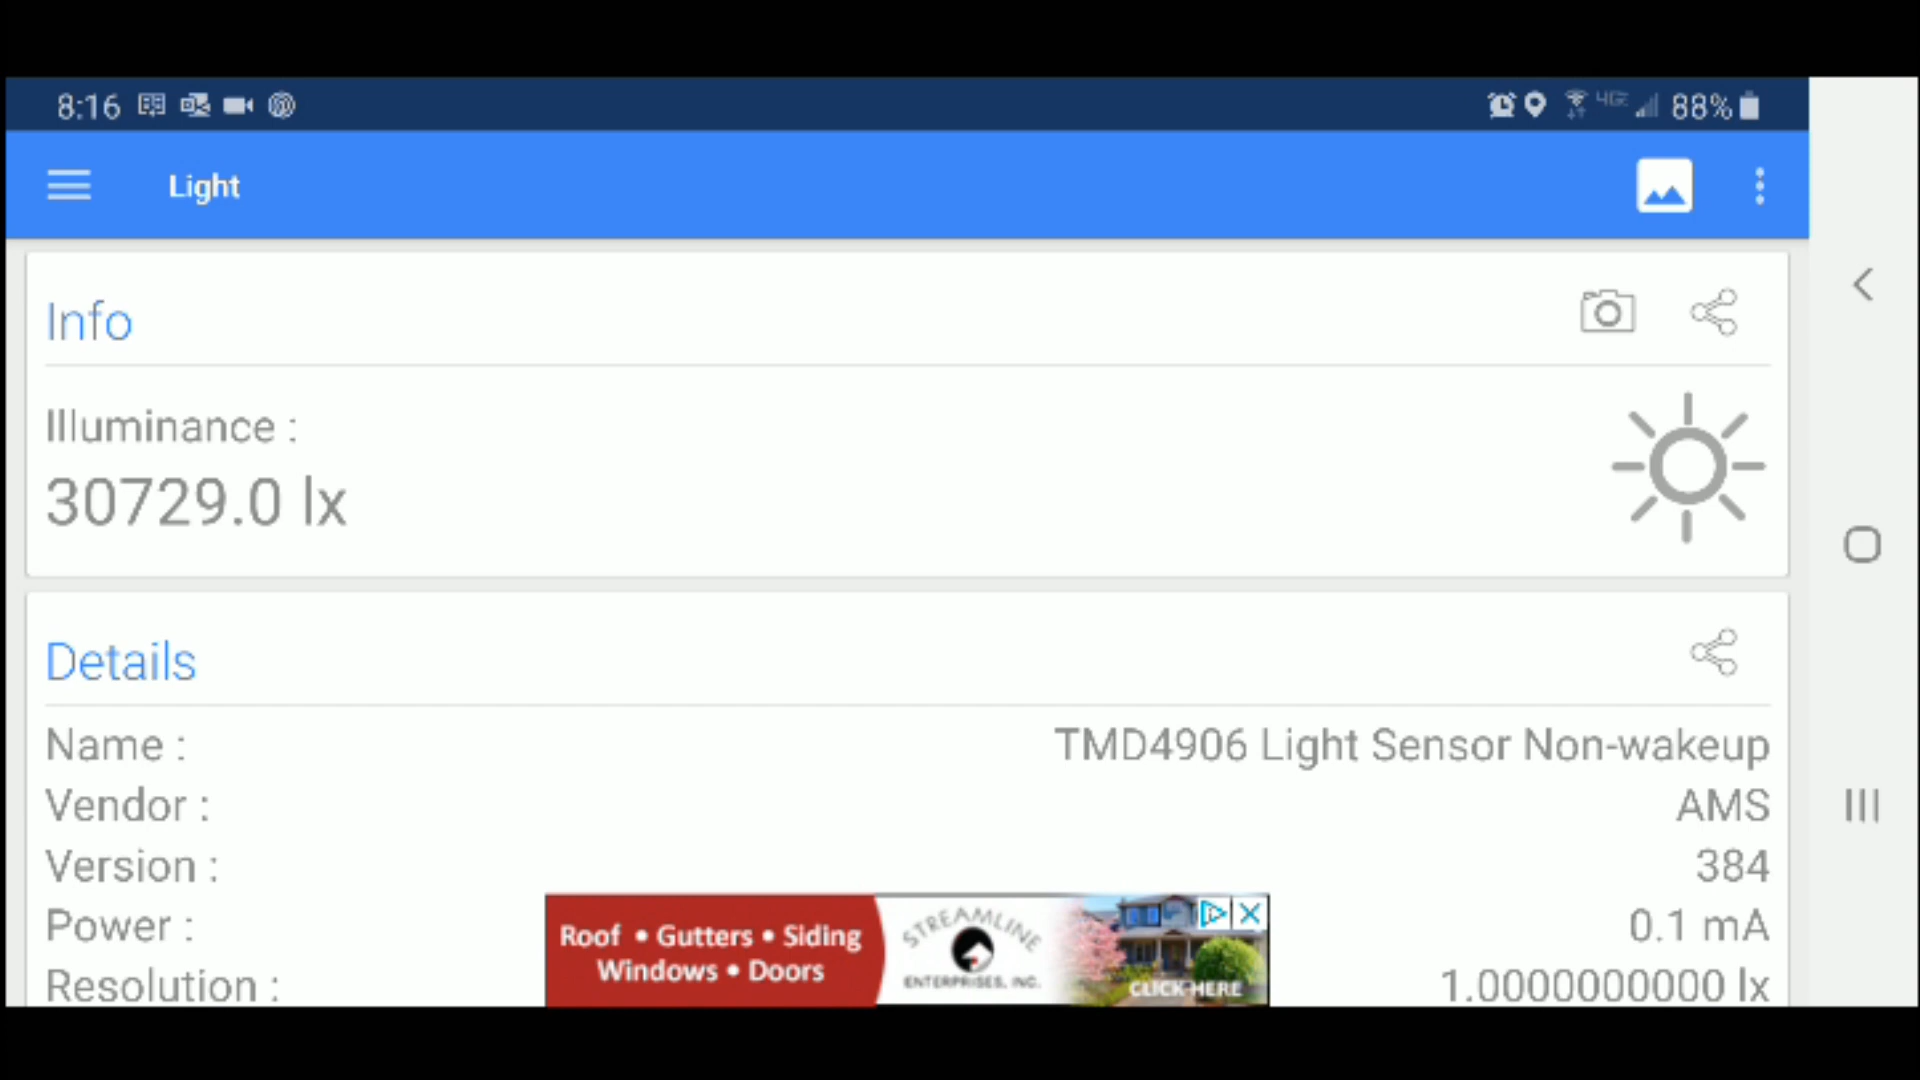 8:16
4GE 88%
Light
Info
Illuminance :
30729.0 lx
Details
Name : TMD4906 Light Sensor Non-wakeup
Vendor : AMS
Version : 384
Power : 0.1 mA
Resolution : 1.0000000000 lx
Roof • Gutters • Siding
Windows • Doors
STREAMLINE
ENTERPRISES, INC.
CLICK HERE